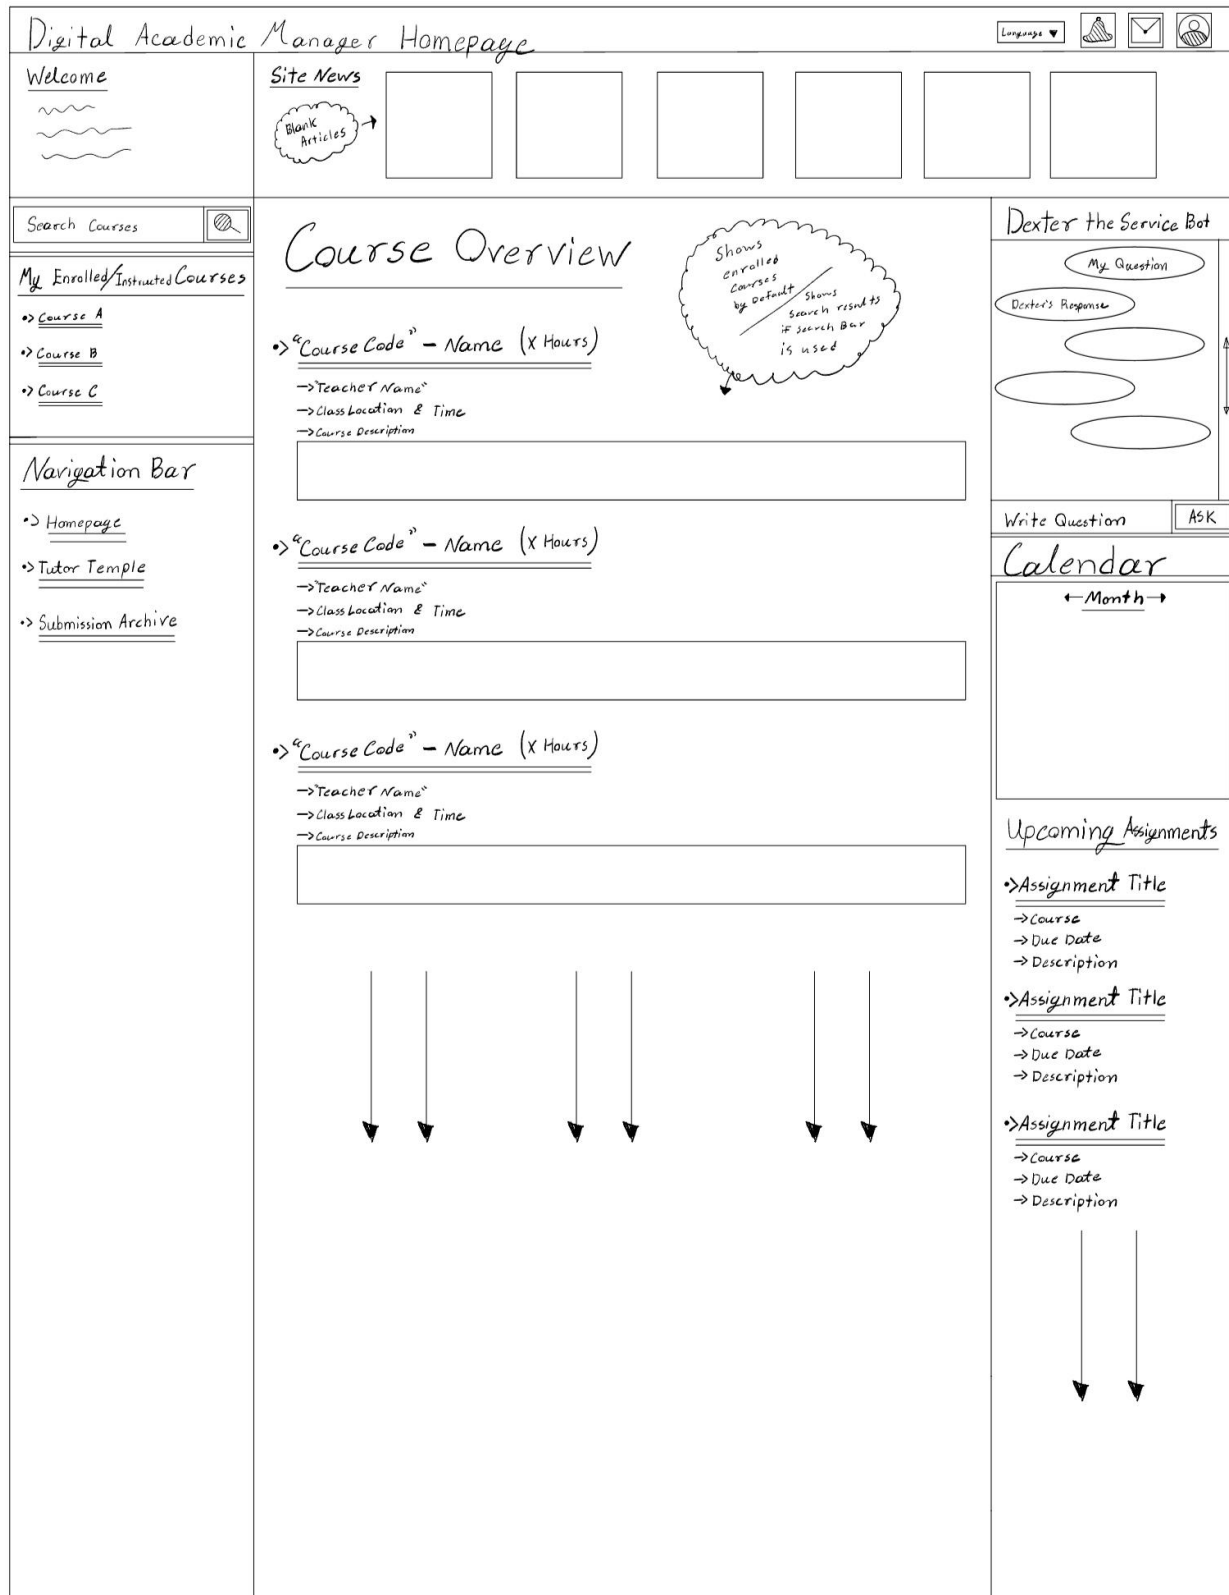 Digital Academic Manager Homepage
Language ▼
Welcome
Site News
Blank
Articles
Search Courses
My Enrolled/Instructed Courses
•> Course A
•> Course B
•> Course C
Navigation Bar
•> Homepage
•> Tutor Temple
•> Submission Archive
Course Overview
Shows
enrolled
courses
by Default
Shows
search results
if search Bar
is used
•> "Course Code" – Name (X Hours)
–> "Teacher Name"
–> Class Location & Time
–> Course Description
•> "Course Code" – Name (X Hours)
–> "Teacher Name"
–> Class Location & Time
–> Course Description
•> "Course Code" – Name (X Hours)
–> "Teacher Name"
–> Class Location & Time
–> Course Description
Dexter the Service Bot
My Question
Dexter's Response
Write Question
ASK
Calendar
←Month→
Upcoming Assignments
•> Assignment Title
–> Course
–> Due Date
–> Description
•> Assignment Title
–> Course
–> Due Date
–> Description
•> Assignment Title
–> Course
–> Due Date
–> Description